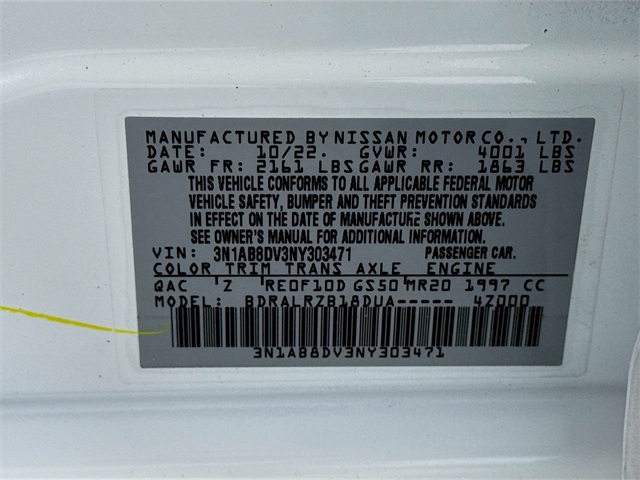 MANUFACTURED BY NISSAN MOTOR CO., LTD.
DATE: 10/22. GVWR: 4001 LBS
GAWR FR: 2161 LBS GAWR RR: 1863 LBS
THIS VEHICLE CONFORMS TO ALL APPLICABLE FEDERAL MOTOR
VEHICLE SAFETY, BUMPER AND THEFT PREVENTION STANDARDS
IN EFFECT ON THE DATE OF MANUFACTURE SHOWN ABOVE.
SEE OWNER'S MANUAL FOR ADDITIONAL INFORMATION.
VIN: 3N1AB8DV3NY303471 PASSENGER CAR.
COLOR TRIM TRANS AXLE ENGINE
QAC Z RE0F10D GS50 MR20 1997 CC
MODEL: BDRALRZB18DUA----- 4Z000
3N1AB8DV3NY303471